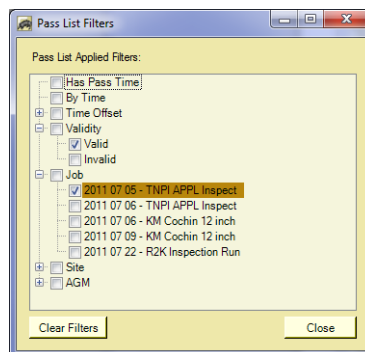 Pass List Filters
Pass List Applied Filters:
Has Pass Time
By Time
Time Offset
Validity
Valid
Invalid
Job
2011 07 05 - TNPI APPL Inspect
2011 07 06 - TNPI APPL Inspect
2011 07 06 - KM Cochin 12 inch
2011 07 09 - KM Cochin 12 inch
2011 07 22 - R2K Inspection Run
Site
AGM
Clear Filters
Close